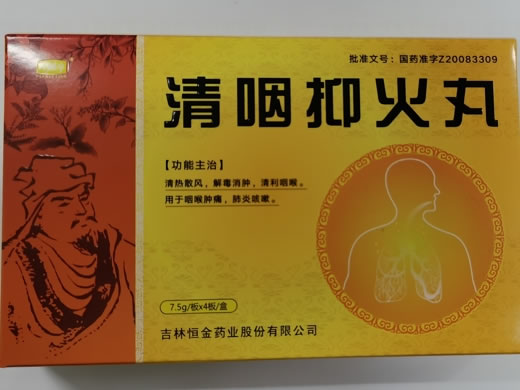 批准文号：国药准字Z20083309
清咽抑火丸
【功能主治】
清热散风，解毒消肿，清利咽喉。
用于咽喉肿痛，肺炎咳嗽。
7.5g/板x4板/盒
吉林恒金药业股份有限公司